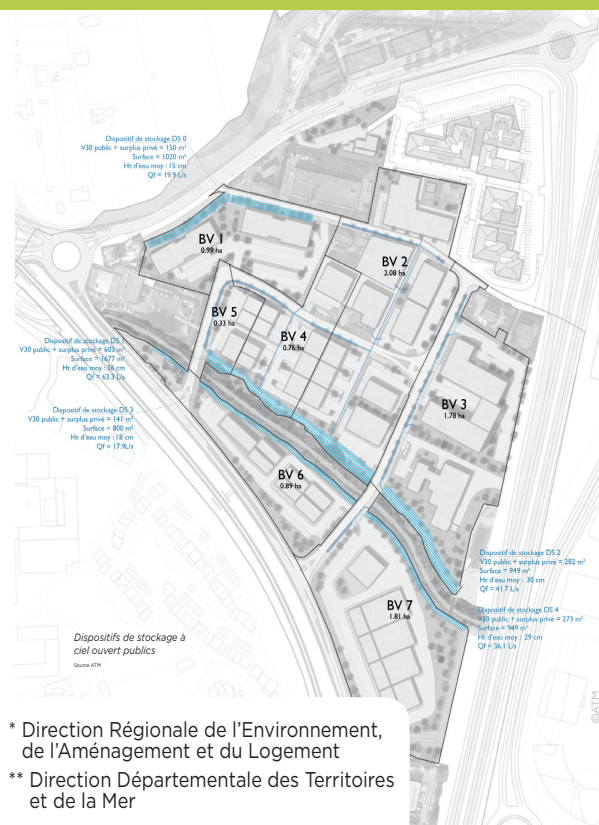 Dispositif de stockage DS 0
V30 public + surplus privé = 150 m³
Surface = 1020 m²
Ht d'eau moy : 15 cm
Qf = 19.9 L/s
BV 1
0.99 ha
BV 2
2.08 ha
BV 5
0.33 ha
BV 4
0.76 ha
Dispositif de stockage DS
V30 public + surplus privé = 603 m³
Surface = 1677 m²
Ht d'eau moy : 36 cm
Qf = 63.3 L/s
BV 3
1.78 ha
Dispositif de stockage DS 3
V30 public + surplus privé = 141 m³
Surface = 800 m²
Ht d'eau moy : 18 cm
Qf = 17.9L/s
BV 6
0.89 ha
Dispositif de stockage DS 2
V30 public + surplus privé = 282 m³
Surface = 949 m²
Ht d'eau moy : 30 cm
Qf = 41.7 L/s
BV 7
1.81 ha
Dispositif de stockage DS 4
V30 public + surplus privé = 273 m³
Surface = 949 m²
Ht d'eau moy : 29 cm
Qf = 36.1 L/s
Dispositifs de stockage à
ciel ouvert publics
Source ATM
©ATM
* Direction Régionale de l'Environnement,
de l'Aménagement et du Logement
** Direction Départementale des Territoires
et de la Mer